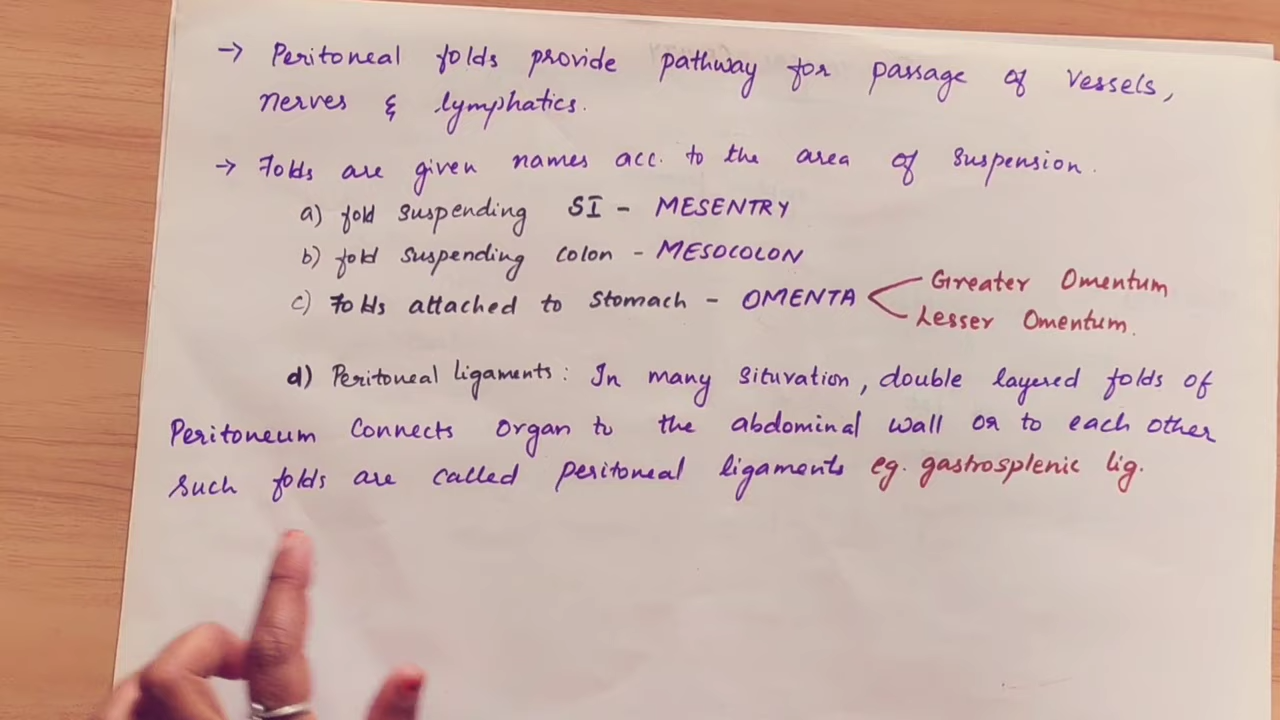 → Peritoneal folds provide pathway for passage of vessels,
nerves & lymphatics.
→ Folds are given names acc. to the area of suspension.
a) fold suspending SI - MESENTRY
b) fold suspending colon - MESOCOLON
c) Folds attached to stomach - OMENTA
Greater Omentum
Lesser Omentum.
d) Peritoneal ligaments: In many situvation, double layered folds of
Peritoneum connects organ to the abdominal wall or to each other
such folds are called peritoneal ligaments eg. gastrosplenic lig.